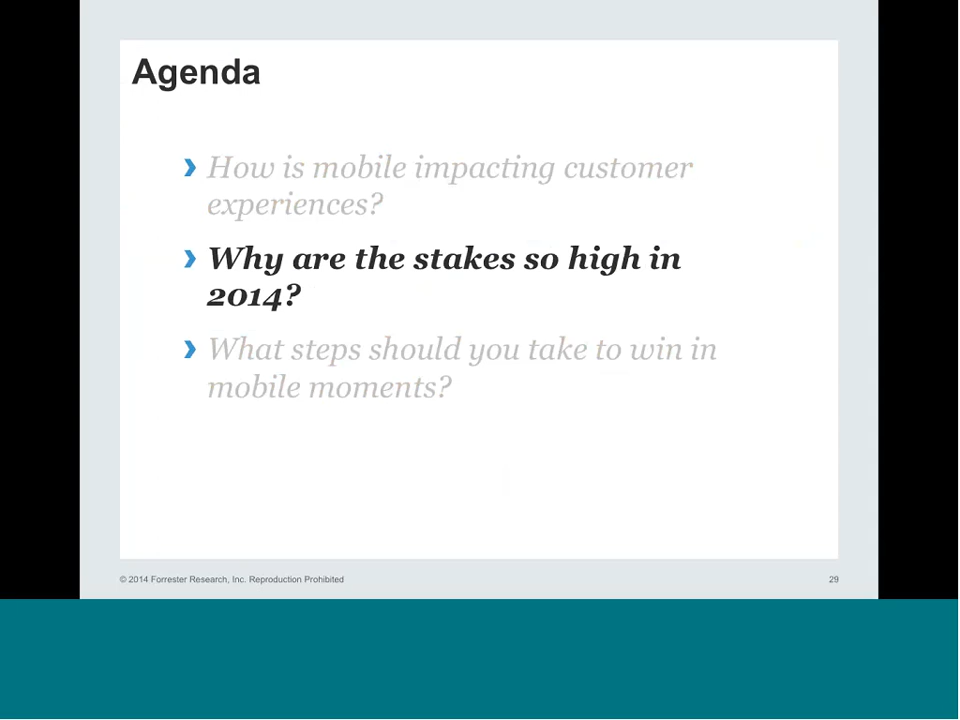 Agenda
› How is mobile impacting customer
experiences?
› Why are the stakes so high in
2014?
› What steps should you take to win in
mobile moments?
© 2014 Forrester Research, Inc. Reproduction Prohibited
29